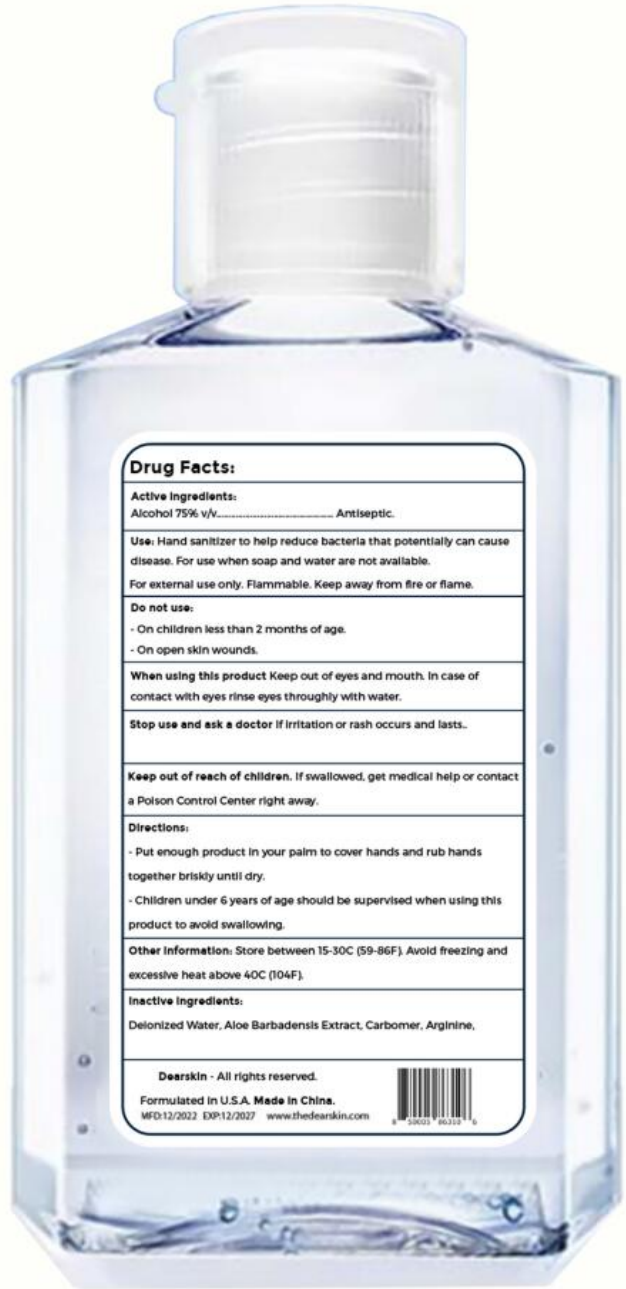 Drug Facts:
Active Ingredients:
Alcohol 75% v/v................................................ Antiseptic.
Use: Hand sanitizer to help reduce bacteria that potentially can cause
disease. For use when soap and water are not available.
For external use only. Flammable. Keep away from fire or flame.
Do not use:
- On children less than 2 months of age.
- On open skin wounds.
When using this product Keep out of eyes and mouth. In case of
contact with eyes rinse eyes throughly with water.
Stop use and ask a doctor if irritation or rash occurs and lasts..
Keep out of reach of children. If swallowed, get medical help or contact
a Poison Control Center right away.
Directions:
- Put enough product in your palm to cover hands and rub hands
together briskly until dry.
- Children under 6 years of age should be supervised when using this
product to avoid swallowing.
Other Information: Store between 15-30C (59-86F). Avoid freezing and
excessive heat above 40C (104F).
Inactive Ingredients:
Deionized Water, Aloe Barbadensis Extract, Carbomer, Arginine,
Dearskin - All rights reserved.
Formulated in U.S.A. Made in China.
MFD:12/2022 EXP:12/2027 www.thedearskin.com